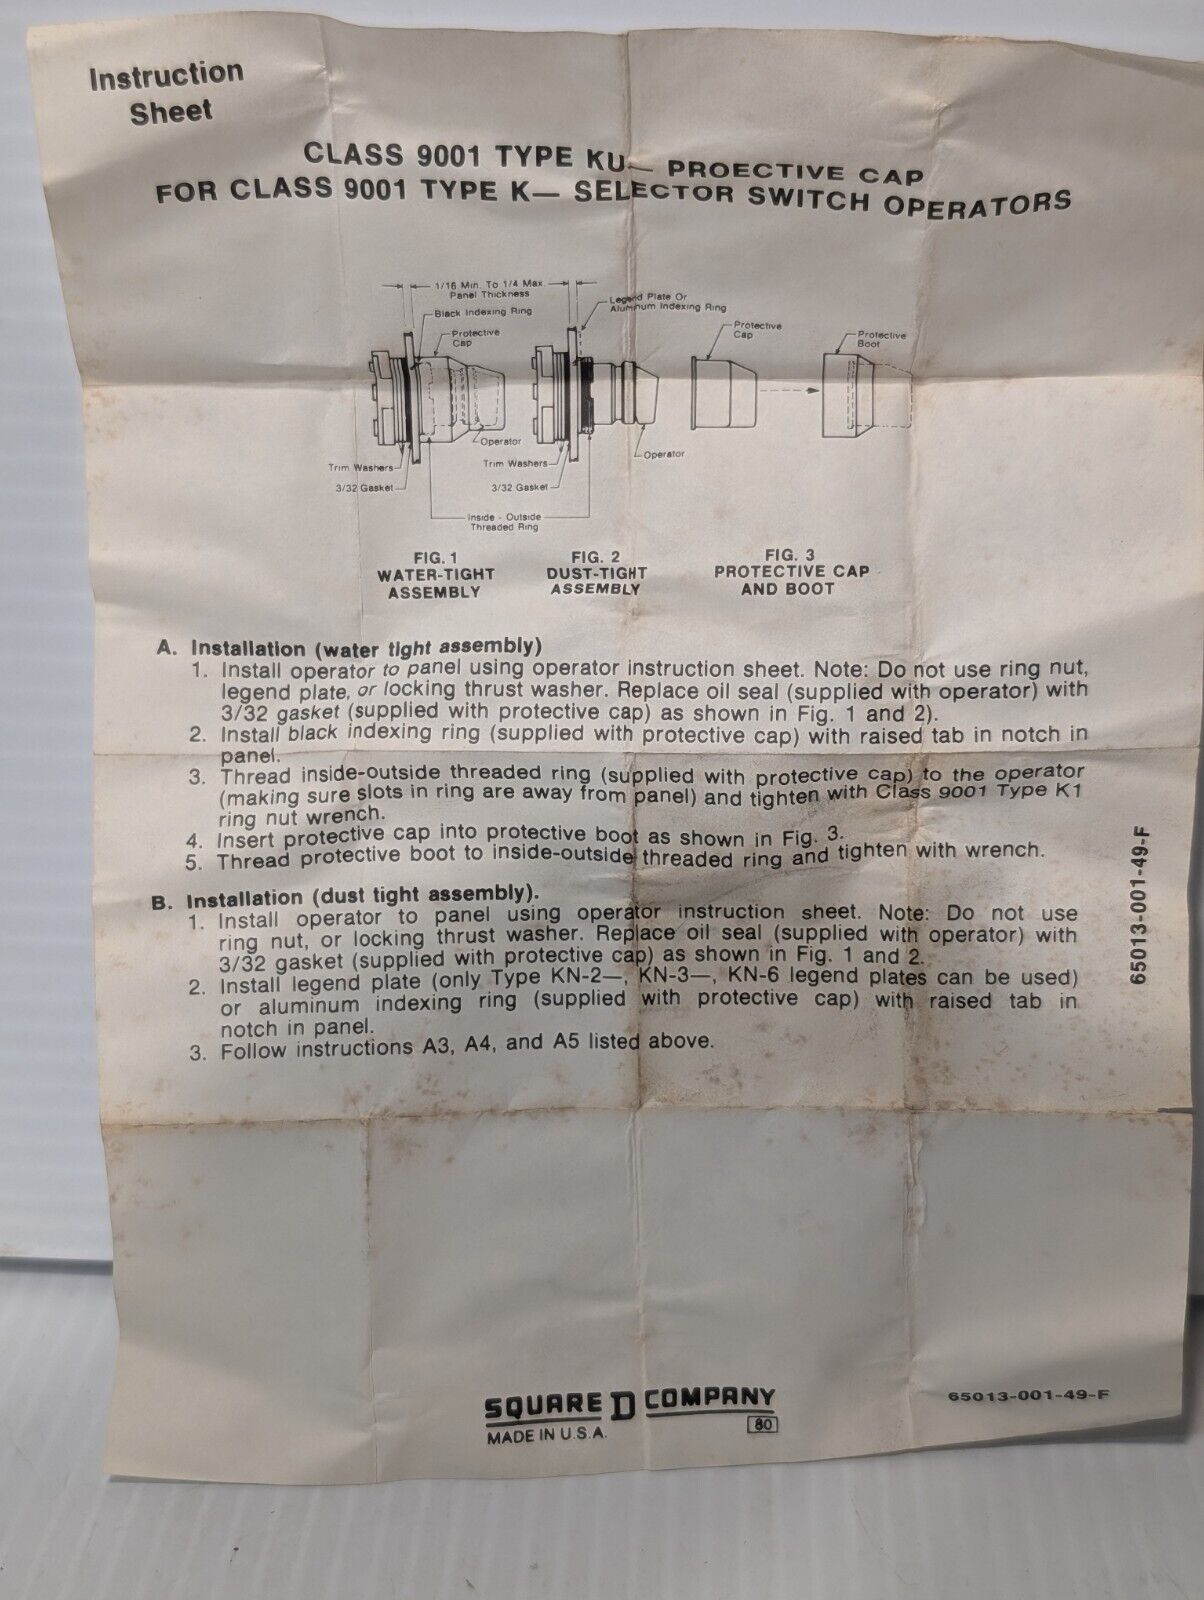 Instruction
Sheet
CLASS 9001 TYPE KU— PROECTIVE CAP
FOR CLASS 9001 TYPE K— SELECTOR SWITCH OPERATORS
1/16 Min. To 1/4 Max.
Panel Thickness
Legend Plate Or
Aluminum Indexing Ring
Black Indexing Ring
Protective
Cap
Protective
Cap
Protective
Boot
Operator
Operator
Trim Washers
Trim Washers
3/32 Gasket
3/32 Gasket
Inside - Outside
Threaded Ring
FIG. 1
WATER-TIGHT
ASSEMBLY
FIG. 2
DUST-TIGHT
ASSEMBLY
FIG. 3
PROTECTIVE CAP
AND BOOT
A. Installation (water tight assembly)
1. Install operator to panel using operator instruction sheet. Note: Do not use ring nut,
legend plate, or locking thrust washer. Replace oil seal (supplied with operator) with
3/32 gasket (supplied with protective cap) as shown in Fig. 1 and 2).
2. Install black indexing ring (supplied with protective cap) with raised tab in notch in
panel.
3. Thread inside-outside threaded ring (supplied with protective cap) to the operator
(making sure slots in ring are away from panel) and tighten with Class 9001 Type K1
ring nut wrench.
4. Insert protective cap into protective boot as shown in Fig. 3.
5. Thread protective boot to inside-outside threaded ring and tighten with wrench.
B. Installation (dust tight assembly).
1. Install operator to panel using operator instruction sheet. Note: Do not use
ring nut, or locking thrust washer. Replace oil seal (supplied with operator) with
3/32 gasket (supplied with protective cap) as shown in Fig. 1 and 2.
2. Install legend plate (only Type KN-2—, KN-3—, KN-6 legend plates can be used)
or aluminum indexing ring (supplied with protective cap) with raised tab in
notch in panel.
3. Follow instructions A3, A4, and A5 listed above.
65013-001-49-F
SQUARE D COMPANY
MADE IN U.S.A.
80
65013-001-49-F